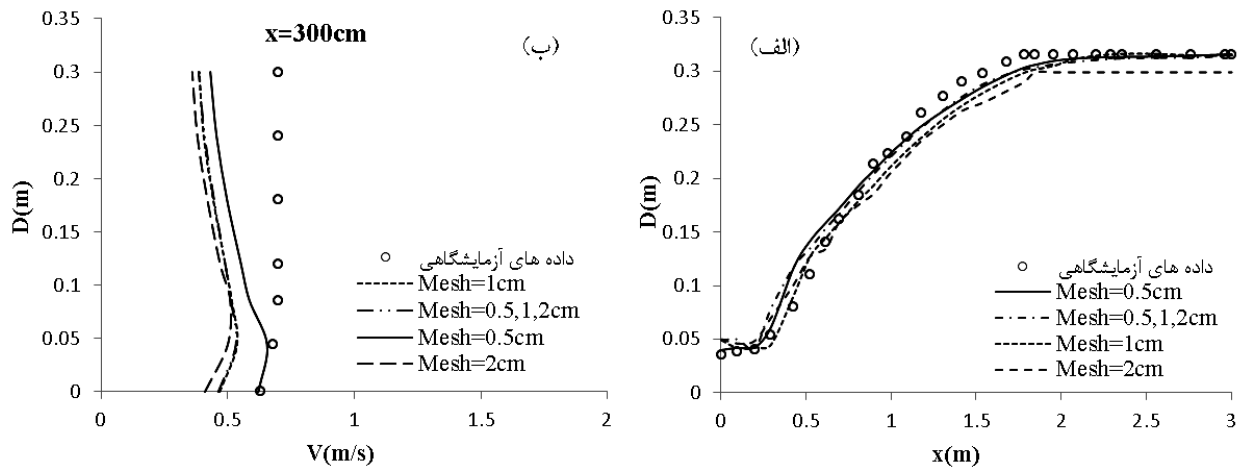 x=300cm
(ب)
0.35
0.3
0.25
0.2
0.15
0.1
0.05
0
D(m)
داده های آزمایشگاهی
Mesh=1cm
Mesh=0.5,1,2cm
Mesh=0.5cm
Mesh=2cm
0 0.5 1 1.5 2
V(m/s)
(الف)
0.35
0.3
0.25
0.2
0.15
0.1
0.05
0
D(m)
داده های آزمایشگاهی
Mesh=0.5cm
Mesh=0.5,1,2cm
Mesh=1cm
Mesh=2cm
0 0.5 1 1.5 2 2.5 3
x(m)